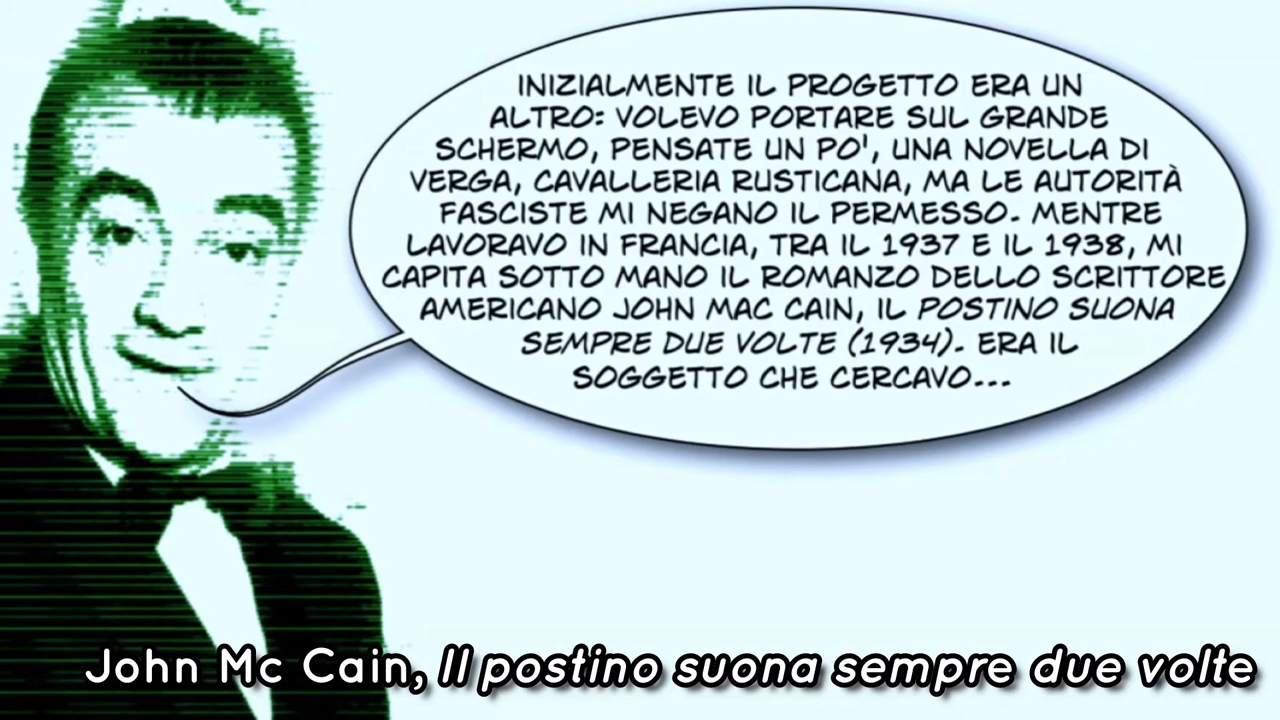 INIZIALMENTE IL PROGETTO ERA UN
ALTRO: VOLEVO PORTARE SUL GRANDE
SCHERMO, PENSATE UN PO', UNA NOVELLA DI
VERGA, CAVALLERIA RUSTICANA, MA LE AUTORITÀ
FASCISTE MI NEGANO IL PERMESSO. MENTRE
LAVORAVO IN FRANCIA, TRA IL 1937 E IL 1938, MI
CAPITA SOTTO MANO IL ROMANZO DELLO SCRITTORE
AMERICANO JOHN MAC CAIN, IL POSTINO SUONA
SEMPRE DUE VOLTE (1934). ERA IL
SOGGETTO CHE CERCAVO...
John Mc Cain, Il postino suona sempre due volte